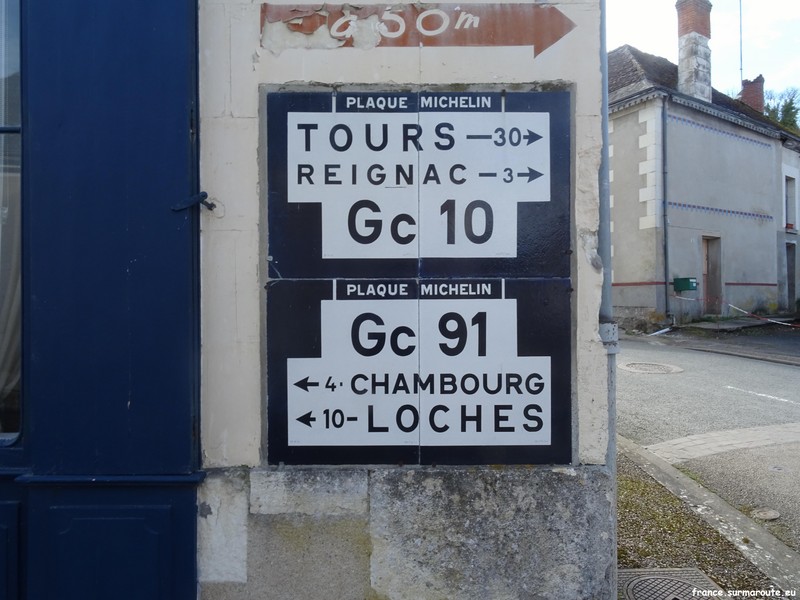 à 50m
PLAQUE MICHELIN
TOURS 30
REIGNAC 3
Gc 10
PLAQUE MICHELIN
Gc 91
4 CHAMBOURG
10 LOCHES
france.surmaroute.eu